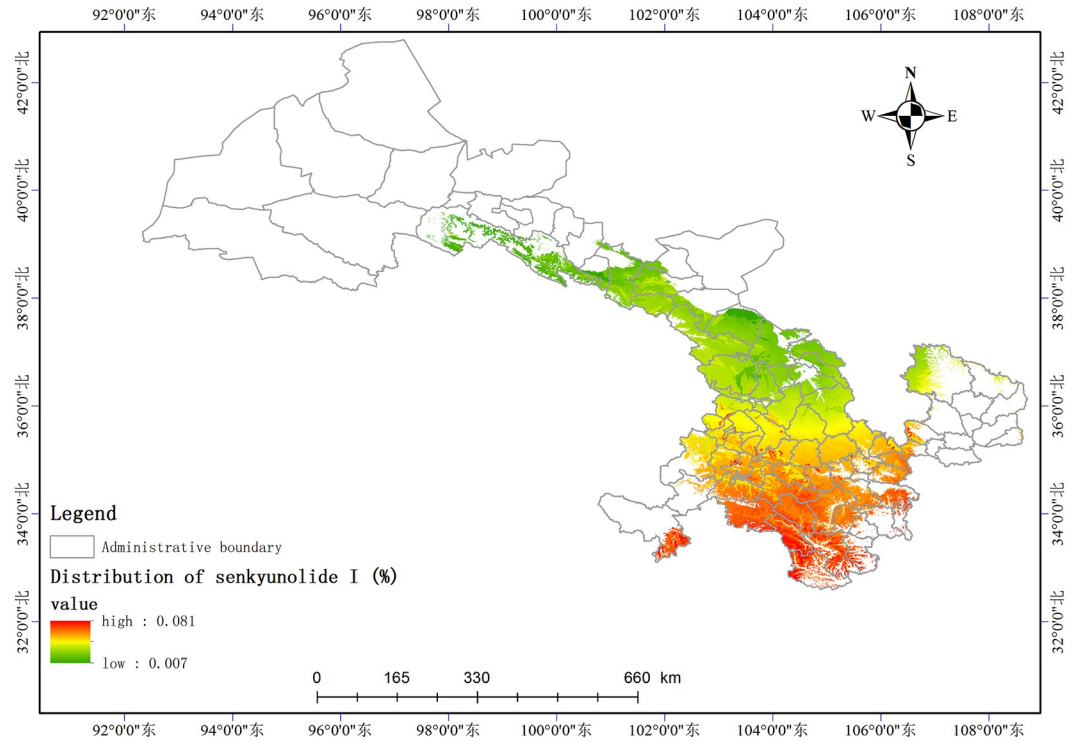 92°0'0"东 94°0'0"东 96°0'0"东 98°0'0"东 100°0'0"东 102°0'0"东 104°0'0"东 106°0'0"东 108°0'0"东
42°0'0"北 42°0'0"北
N
W E
S
40°0'0"北 40°0'0"北
38°0'0"北 38°0'0"北
36°0'0"北 36°0'0"北
34°0'0"北 34°0'0"北
Legend
Administrative boundary
Distribution of senkyunolide I (%)
value
high : 0.081
low : 0.007
32°0'0"北 32°0'0"北
0 165 330 660 km
92°0'0"东 94°0'0"东 96°0'0"东 98°0'0"东 100°0'0"东 102°0'0"东 104°0'0"东 106°0'0"东 108°0'0"东